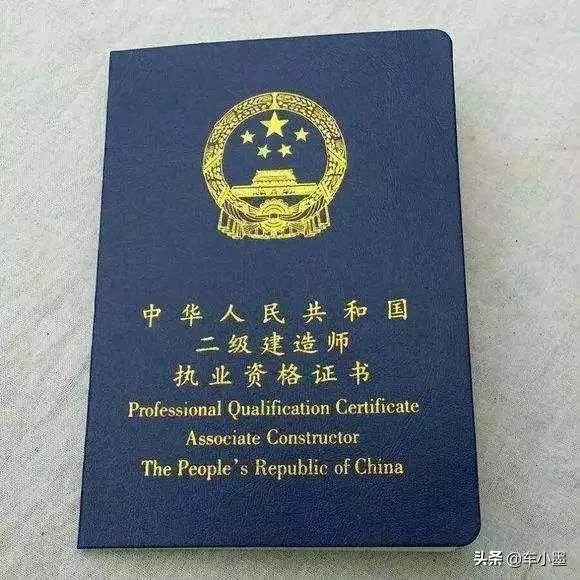 中华人民共和国
二级建造师
执业资格证书
Professional Qualification Certificate
Associate Constructor
The People's Republic of China
头条 @车小墨